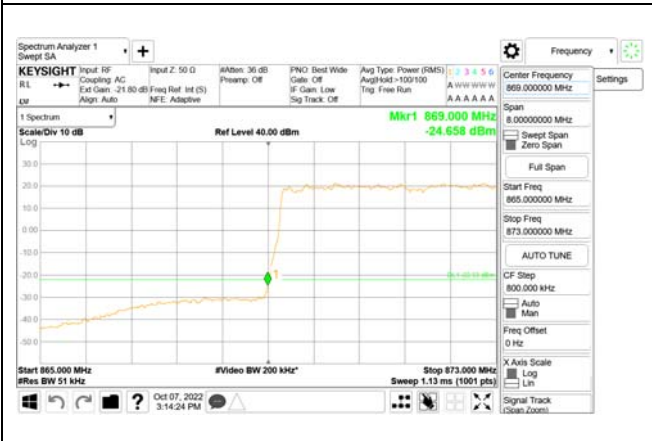 Spectrum Analyzer 1
Swept SA
Frequency
KEYSIGHT
Input: RF
Coupling: AC
Ext Gain: -21.80 dB
Align: Auto
Input Z: 50 Ω
Freq Ref: Int (S)
NFE: Adaptive
#Atten: 36 dB
Preamp: Off
PNO: Best Wide
Gate: Off
IF Gain: Low
Sig Track: Off
Avg Type: Power (RMS)
Avg|Hold:>100/100
Trig: Free Run
1 2 3 4 5 6
A W W W W W
A A A A A A
RL
1 Spectrum
Scale/Div 10 dB
Ref Level 40.00 dBm
Mkr1 869.000 MHz
-24.658 dBm
Log
30.0
20.0
10.0
0.00
-10.0
-20.0
-30.0
-40.0
-50.0
1
Start 865.000 MHz
#Video BW 200 kHz*
Stop 873.000 MHz
#Res BW 51 kHz
Sweep 1.13 ms (1001 pts)
Oct 07, 2022
3:14:24 PM
?
Center Frequency
869.000000 MHz
Settings
Span
8.00000000 MHz
Swept Span
Zero Span
Full Span
Start Freq
865.000000 MHz
Stop Freq
873.000000 MHz
AUTO TUNE
CF Step
800.000 kHz
Auto
Man
Freq Offset
0 Hz
X Axis Scale
Log
Lin
Signal Track
(Span Zoom)